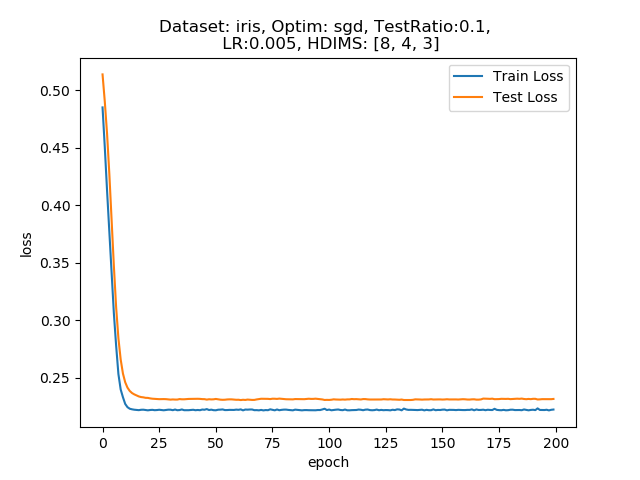 Dataset: iris, Optim: sgd, TestRatio:0.1,
LR:0.005, HDIMS: [8, 4, 3]
Train Loss
Test Loss
0.50
0.45
0.40
0.35
0.30
0.25
loss
0 25 50 75 100 125 150 175 200
epoch